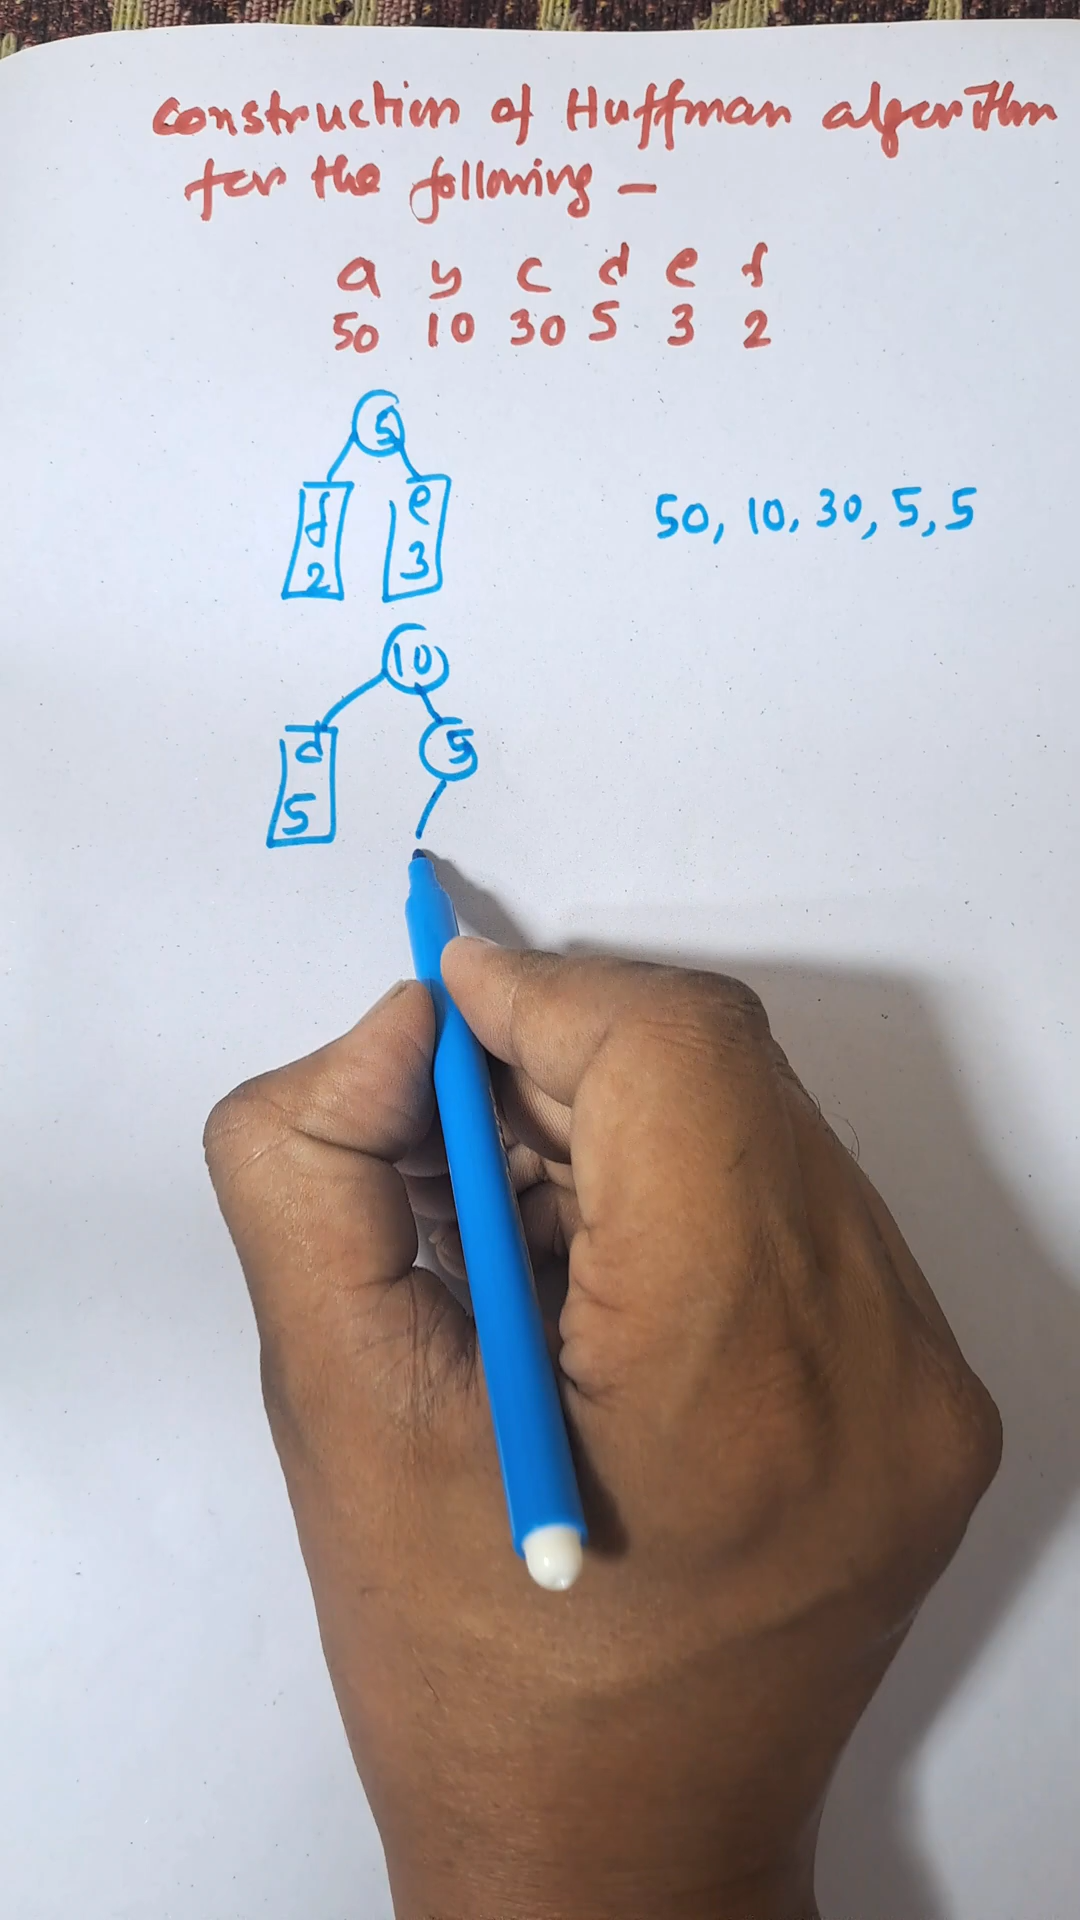 construction of Huffman algorithm
for the following -
a y c d e f
50 10 30 5 3 2
5
f e
2 3
50, 10, 30, 5, 5
10
d 5
5